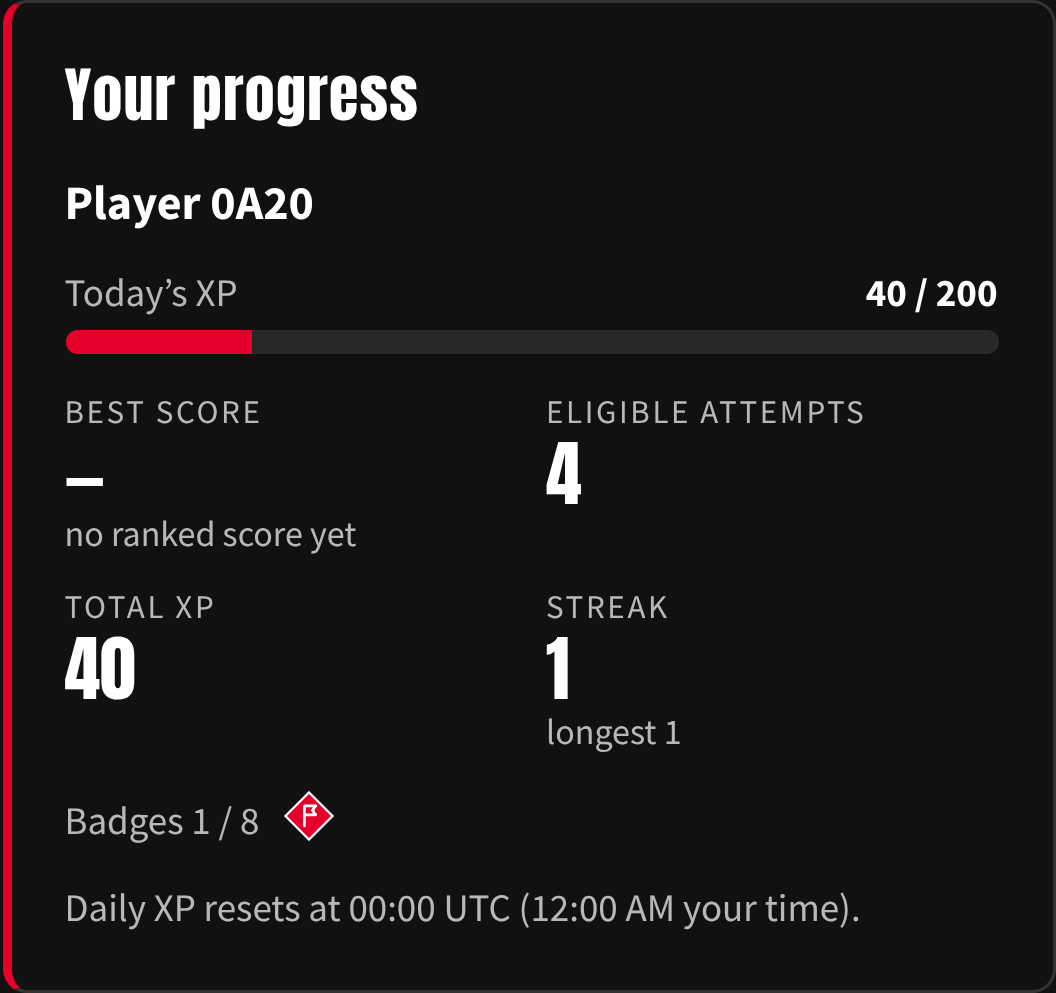 Your progress
Player 0A20
Today’s XP 40 / 200
BEST SCORE ELIGIBLE ATTEMPTS
– 4
no ranked score yet
TOTAL XP STREAK
40 1
longest 1
Badges 1 / 8
Daily XP resets at 00:00 UTC (12:00 AM your time).